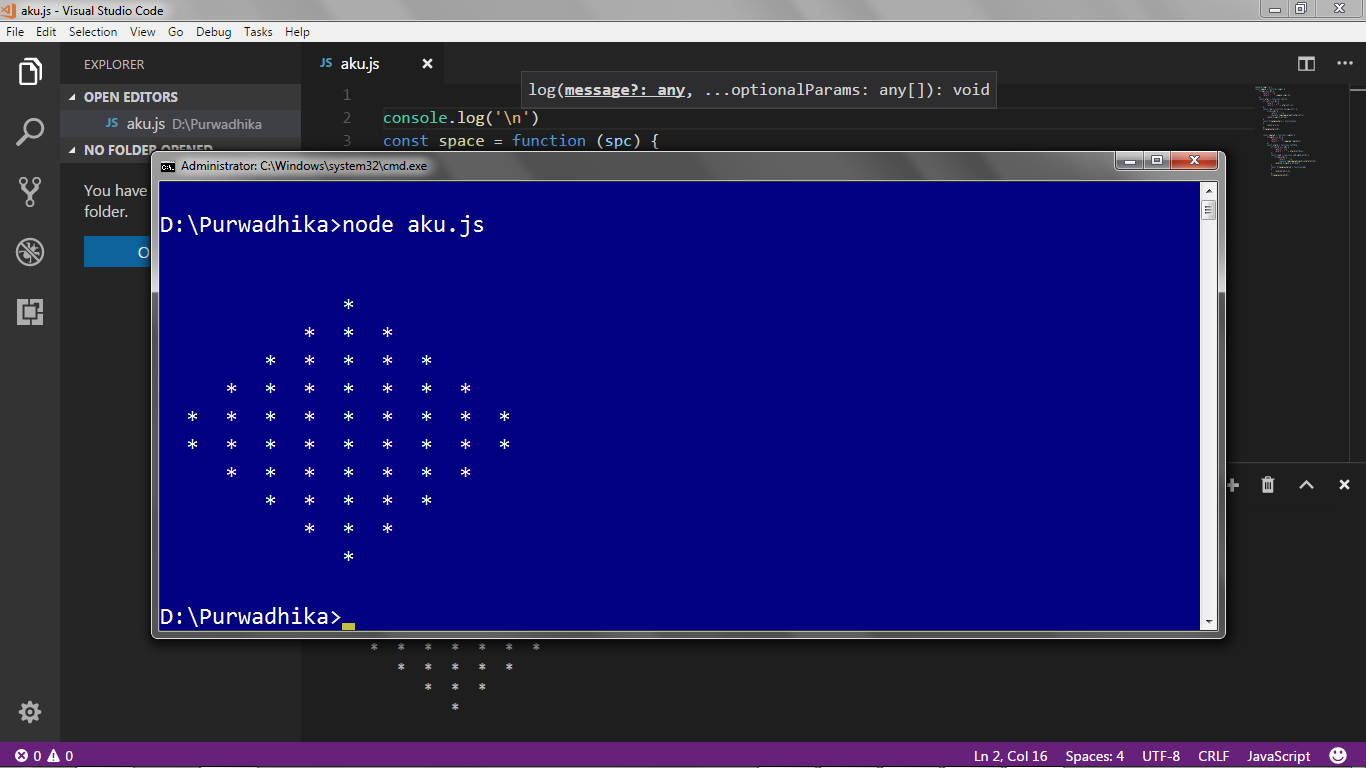 aku.js - Visual Studio Code
File Edit Selection View Go Debug Tasks Help
EXPLORER
JS aku.js
OPEN EDITORS
JS aku.js D:\Purwadhika
NO FOLDER OPENED
You have
folder.
O
log(message?: any, ...optionalParams: any[]): void
1
2 console.log('\n')
3 const space = function (spc) {
Administrator: C:\Windows\system32\cmd.exe
D:\Purwadhika>node aku.js
*
* * *
* * * * *
* * * * * * *
* * * * * * * * *
* * * * * * * * *
* * * * * * *
* * * * *
* * *
*
D:\Purwadhika>
* * * * * * *
* * * * *
* * *
*
0 0 Ln 2, Col 16 Spaces: 4 UTF-8 CRLF JavaScript